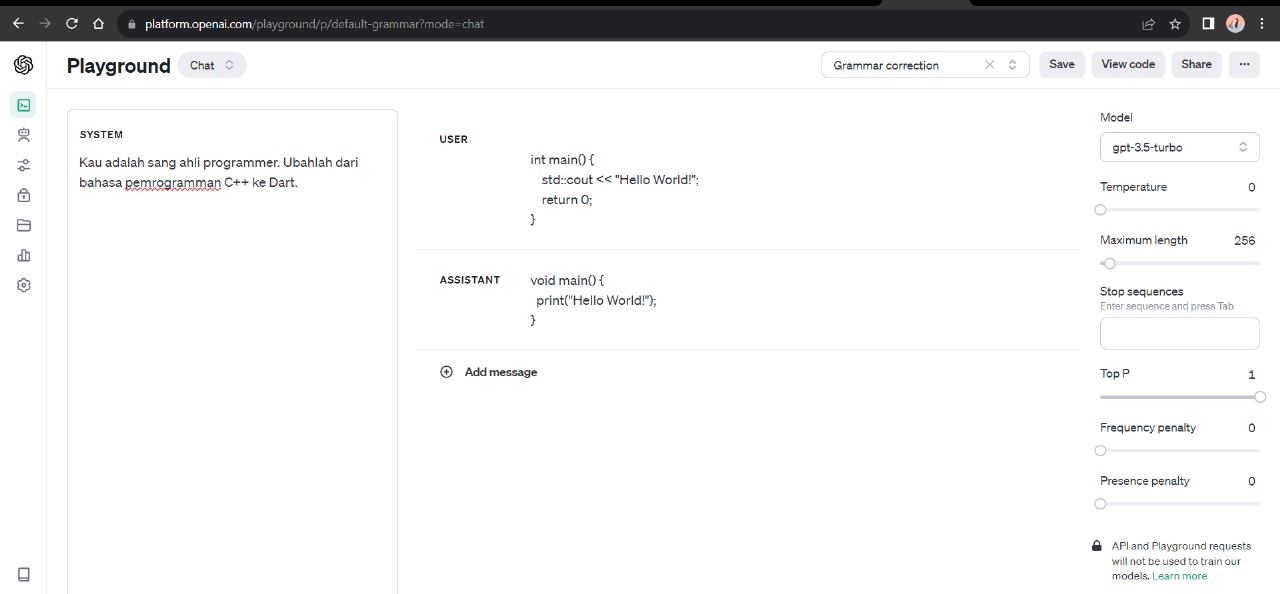 platform.openai.com/playground/p/default-grammar?mode=chat
Playground
Chat
Grammar correction
Save
View code
Share
...
SYSTEM
Kau adalah sang ahli programmer. Ubahlah dari
bahasa pemrogramman C++ ke Dart.
USER
int main() {
std::cout << "Hello World!";
return 0;
}
ASSISTANT
void main() {
print("Hello World!");
}
Add message
Model
gpt-3.5-turbo
Temperature 0
Maximum length 256
Stop sequences
Enter sequence and press Tab
Top P 1
Frequency penalty 0
Presence penalty 0
API and Playground requests
will not be used to train our
models. Learn more